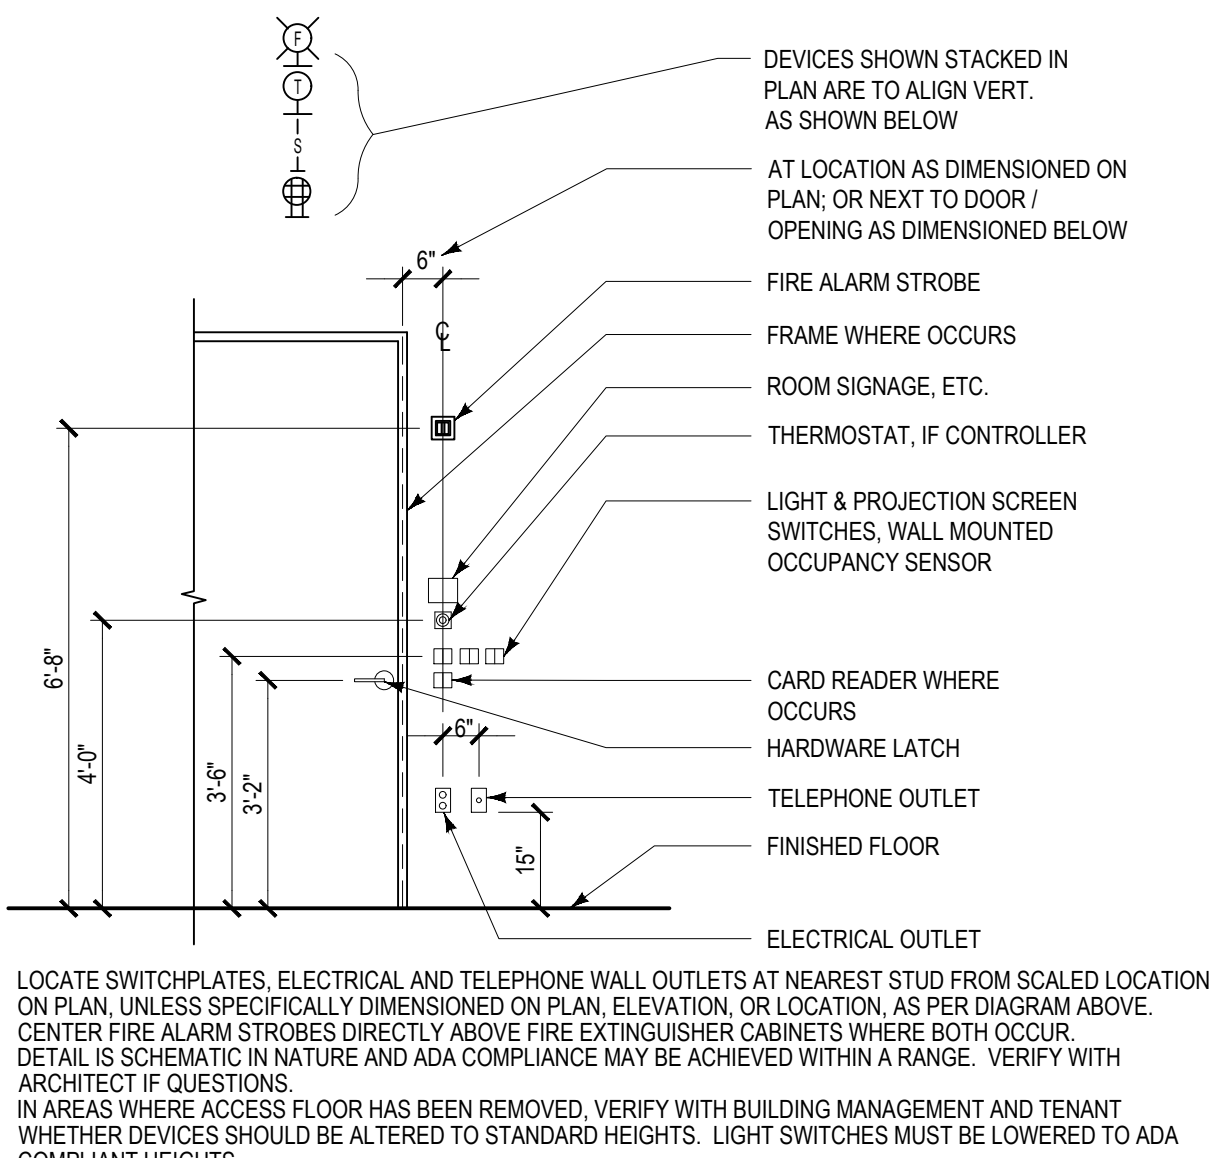 F
T
S
DEVICES SHOWN STACKED IN
PLAN ARE TO ALIGN VERT.
AS SHOWN BELOW
AT LOCATION AS DIMENSIONED ON
PLAN; OR NEXT TO DOOR /
OPENING AS DIMENSIONED BELOW
6"
FIRE ALARM STROBE
CL
FRAME WHERE OCCURS
ROOM SIGNAGE, ETC.
THERMOSTAT, IF CONTROLLER
LIGHT & PROJECTION SCREEN
SWITCHES, WALL MOUNTED
OCCUPANCY SENSOR
6'-8"
4'-0"
3'-6"
3'-2"
CARD READER WHERE
OCCURS
6"
HARDWARE LATCH
TELEPHONE OUTLET
15"
FINISHED FLOOR
ELECTRICAL OUTLET
LOCATE SWITCHPLATES, ELECTRICAL AND TELEPHONE WALL OUTLETS AT NEAREST STUD FROM SCALED LOCATION
ON PLAN, UNLESS SPECIFICALLY DIMENSIONED ON PLAN, ELEVATION, OR LOCATION, AS PER DIAGRAM ABOVE.
CENTER FIRE ALARM STROBES DIRECTLY ABOVE FIRE EXTINGUISHER CABINETS WHERE BOTH OCCUR.
DETAIL IS SCHEMATIC IN NATURE AND ADA COMPLIANCE MAY BE ACHIEVED WITHIN A RANGE. VERIFY WITH
ARCHITECT IF QUESTIONS.
IN AREAS WHERE ACCESS FLOOR HAS BEEN REMOVED, VERIFY WITH BUILDING MANAGEMENT AND TENANT
WHETHER DEVICES SHOULD BE ALTERED TO STANDARD HEIGHTS. LIGHT SWITCHES MUST BE LOWERED TO ADA
COMPLIANT HEIGHTS